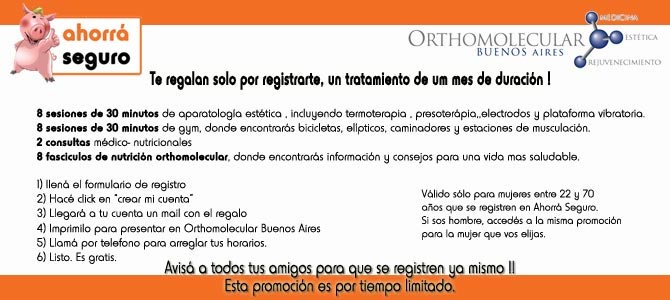 ahorrá
seguro
ORTHOMOLECULAR
BUENOS AIRES
MEDICINA
ESTÉTICA
REJUVENECIMIENTO
Te regalan solo por registrarte, un tratamiento de um mes de duración !
8 sesiones de 30 minutos de aparatología estética , incluyendo termoterapia , presoterápia,,electrodos y plataforma vibratoria.
8 sesiones de 30 minutos de gym, donde encontrarás bicicletas, ellpticos, caminadores y estaciones de musculación.
2 consultas médico- nutricionales
8 fasciculos de nutrición orthomolecular, donde encontrarás información y consejos para una vida mas saludable.
1) llená el formulario de registro
2) Hacé click en "crear mi cuenta"
3) Llegará a tu cuenta un mail con el regalo
4) Imprimilo para presentar en Orthomolecular Buenos Aires
5) Llamá por telefono para arreglar tus horarios.
6) Listo. Es gratis.
Válido sólo para mujeres entre 22 y 70
años que se registren en Ahorrá Seguro.
Si sos hombre, accedés a la misma promoción
para la mujer que vos elijas.
Avisá a todos tus amigos para que se registren ya mismo !!
Esta promoción es por tiempo limitado.